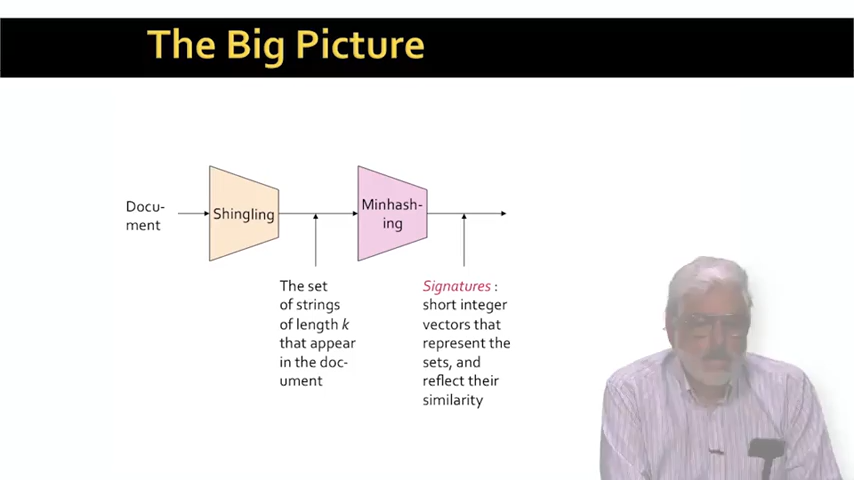 The Big Picture
Docu-
ment
Shingling
Minhash-
ing
The set
of strings
of length k
that appear
in the doc-
ument
Signatures :
short integer
vectors that
represent the
sets, and
reflect their
similarity